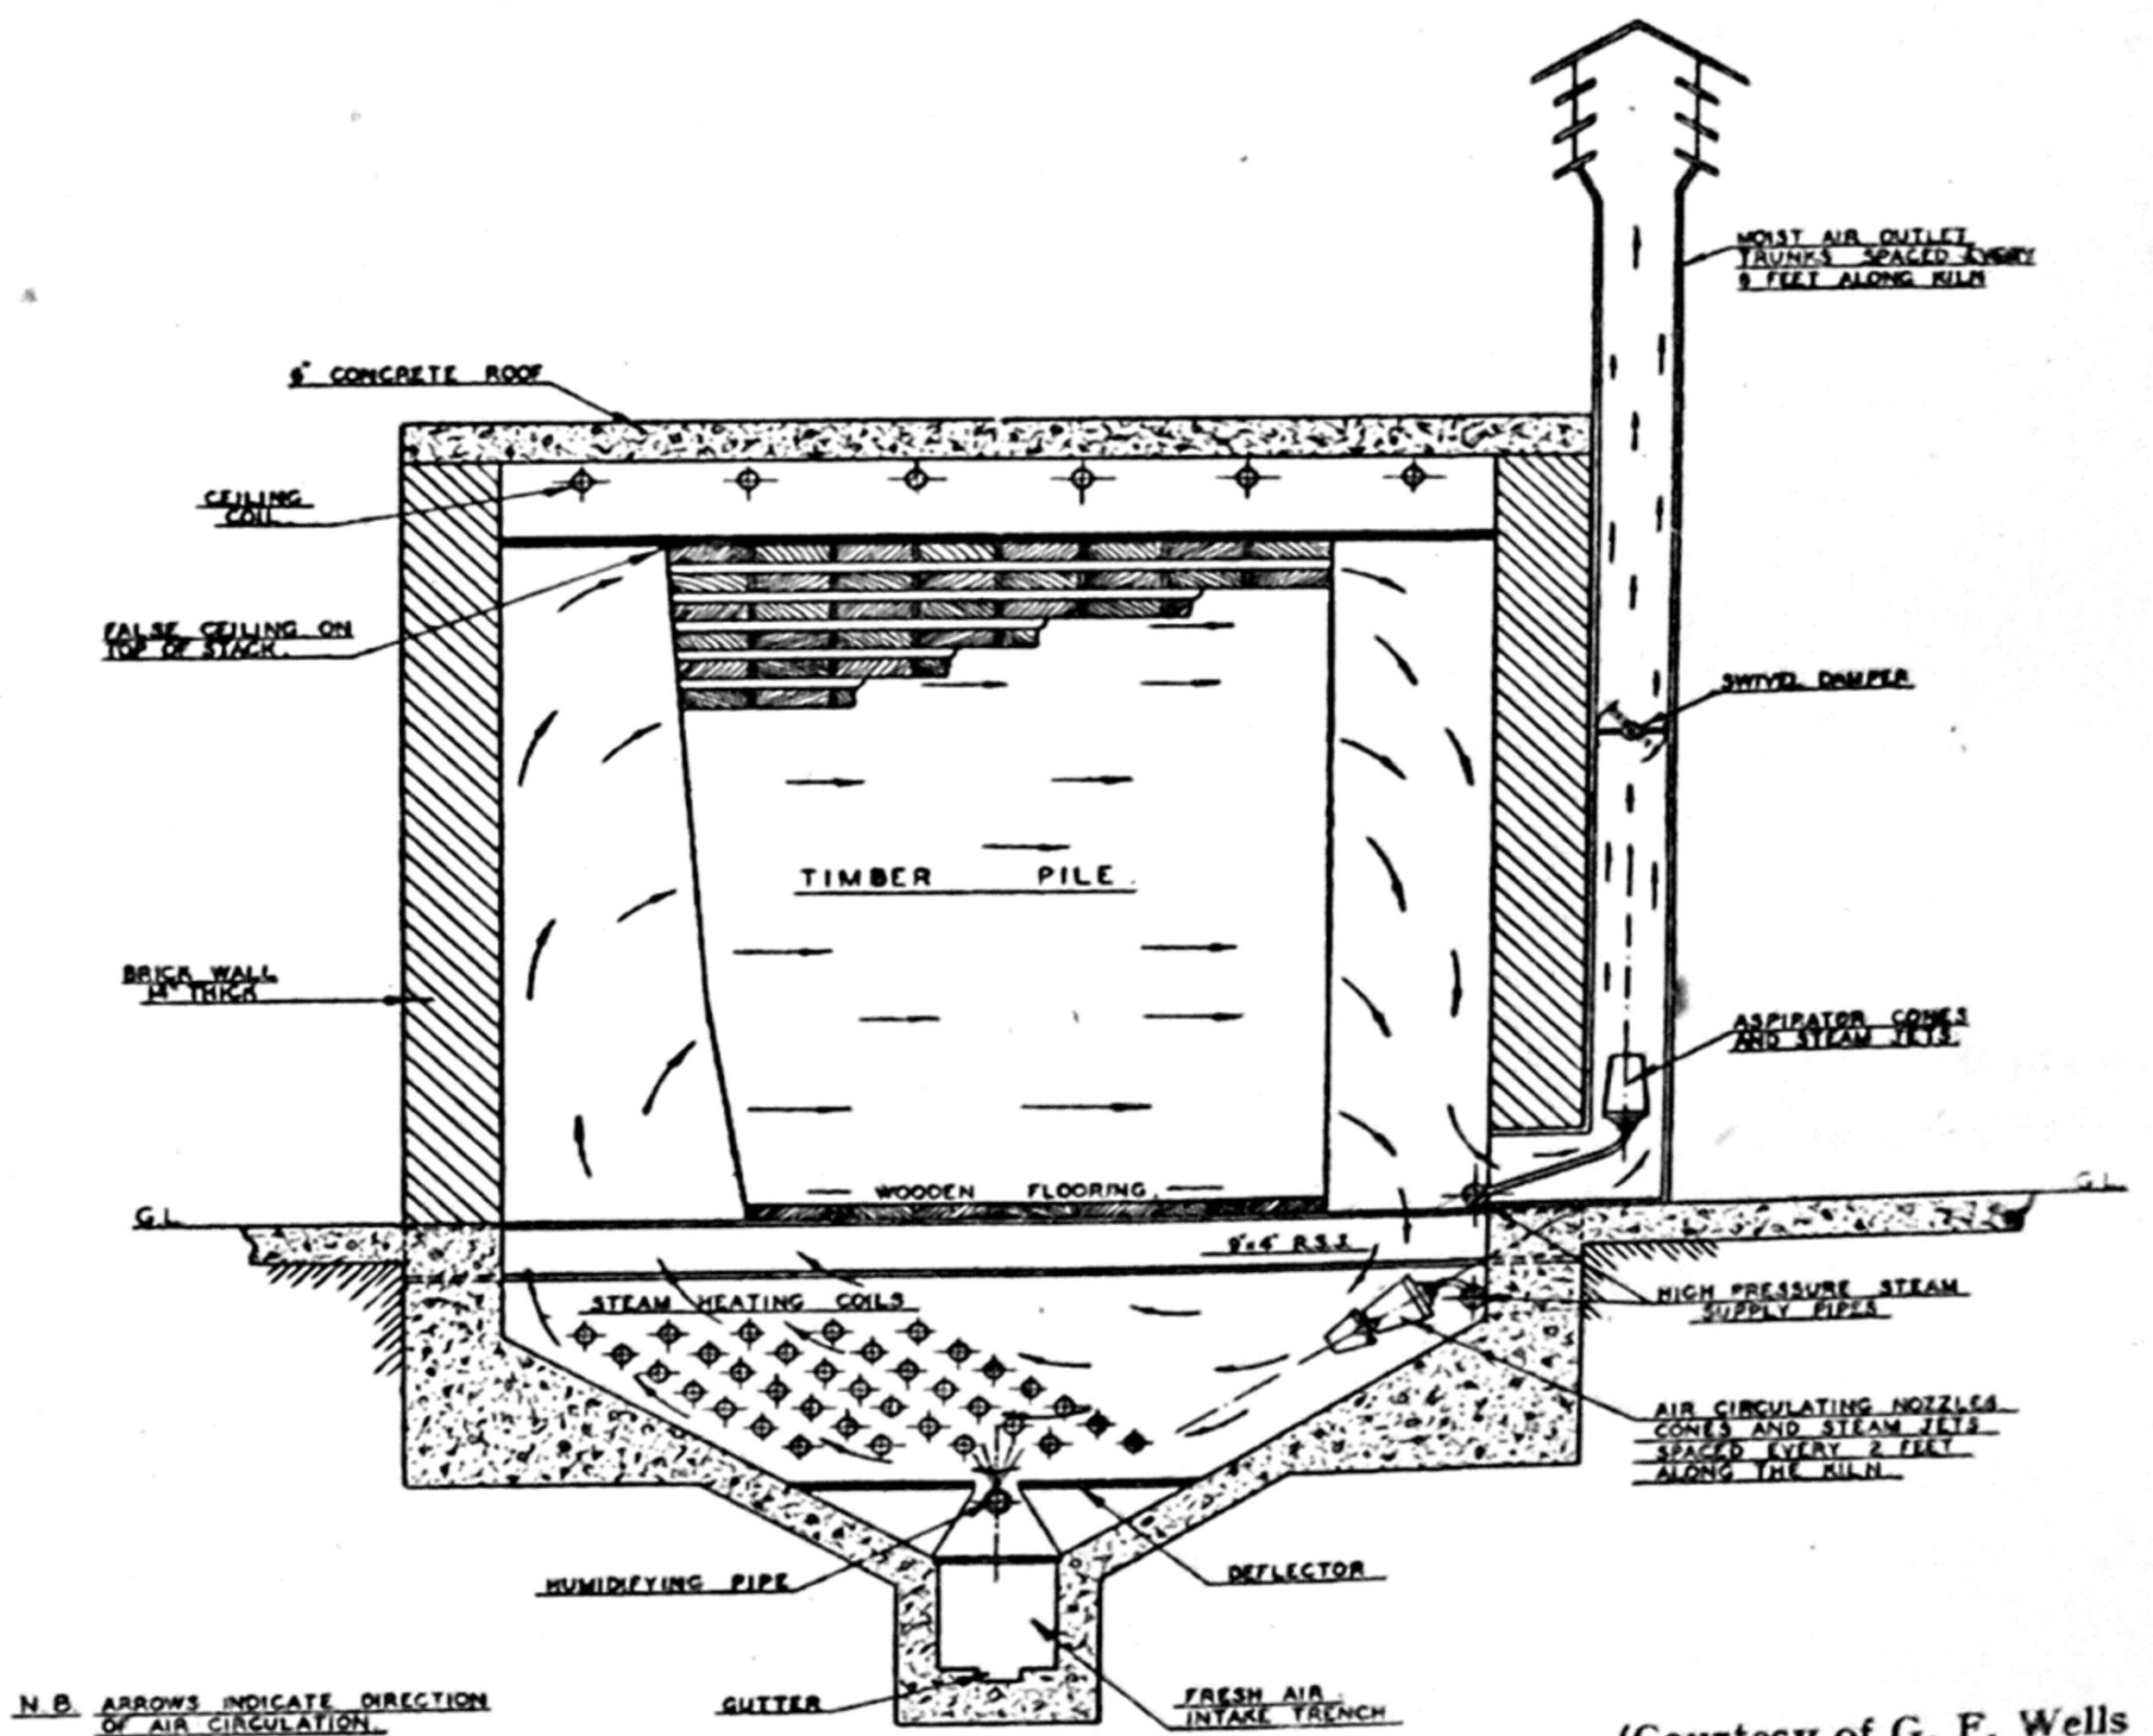 MOIST AIR OUTLET
TRUNKS SPACED EVERY
FEET ALONG KILN
6" CONCRETE ROOF
CEILING
COIL.
FALSE CEILING ON
TOP OF STACK.
SWIVEL DAMPER
TIMBER PILE.
BRICK WALL
14" THICK
ASPIRATOR CONES
AND STEAM JETS.
WOODEN FLOORING.
G.L.
G.L.
9"x4" R.S.J.
STEAM HEATING COILS
HIGH PRESSURE STEAM
SUPPLY PIPES
AIR CIRCULATING NOZZLES
CONES AND STEAM JETS
SPACED EVERY 2 FEET
ALONG THE KILN
HUMIDIFYING PIPE
DEFLECTOR
GUTTER
FRESH AIR
INTAKE TRENCH
N.B. ARROWS INDICATE DIRECTION
OF AIR CIRCULATION.
(Courtesy of G. F. Wells